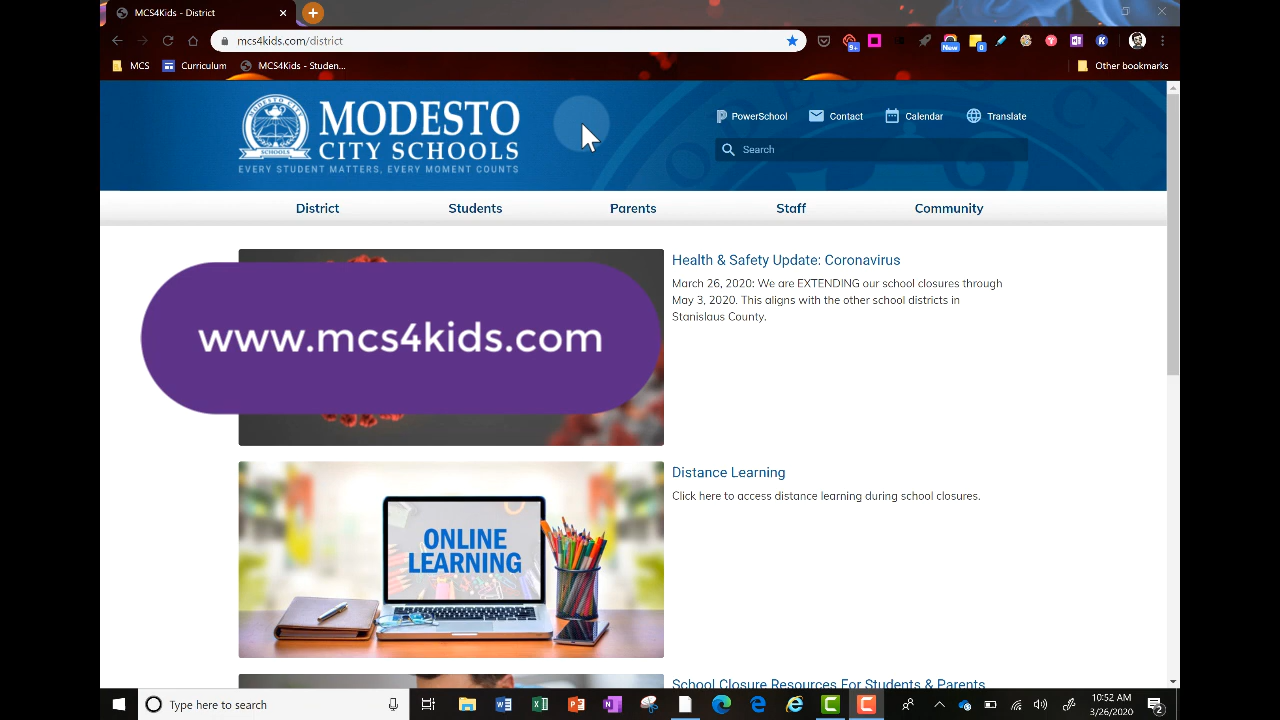 MCS4Kids - District
mcs4kids.com/district
9+
New
0
MCS
Curriculum
MCS4Kids - Studen...
Other bookmarks
MODESTO
CITY SCHOOLS
EVERY STUDENT MATTERS, EVERY MOMENT COUNTS
PowerSchool
Contact
Calendar
Translate
Search
District
Students
Parents
Staff
Community
www.mcs4kids.com
Health & Safety Update: Coronavirus
March 26, 2020: We are EXTENDING our school closures through
May 3, 2020. This aligns with the other school districts in
Stanislaus County.
ONLINE
LEARNING
Distance Learning
Click here to access distance learning during school closures.
School Closure Resources For Students & Parents
Type here to search
10:52 AM
3/26/2020
2